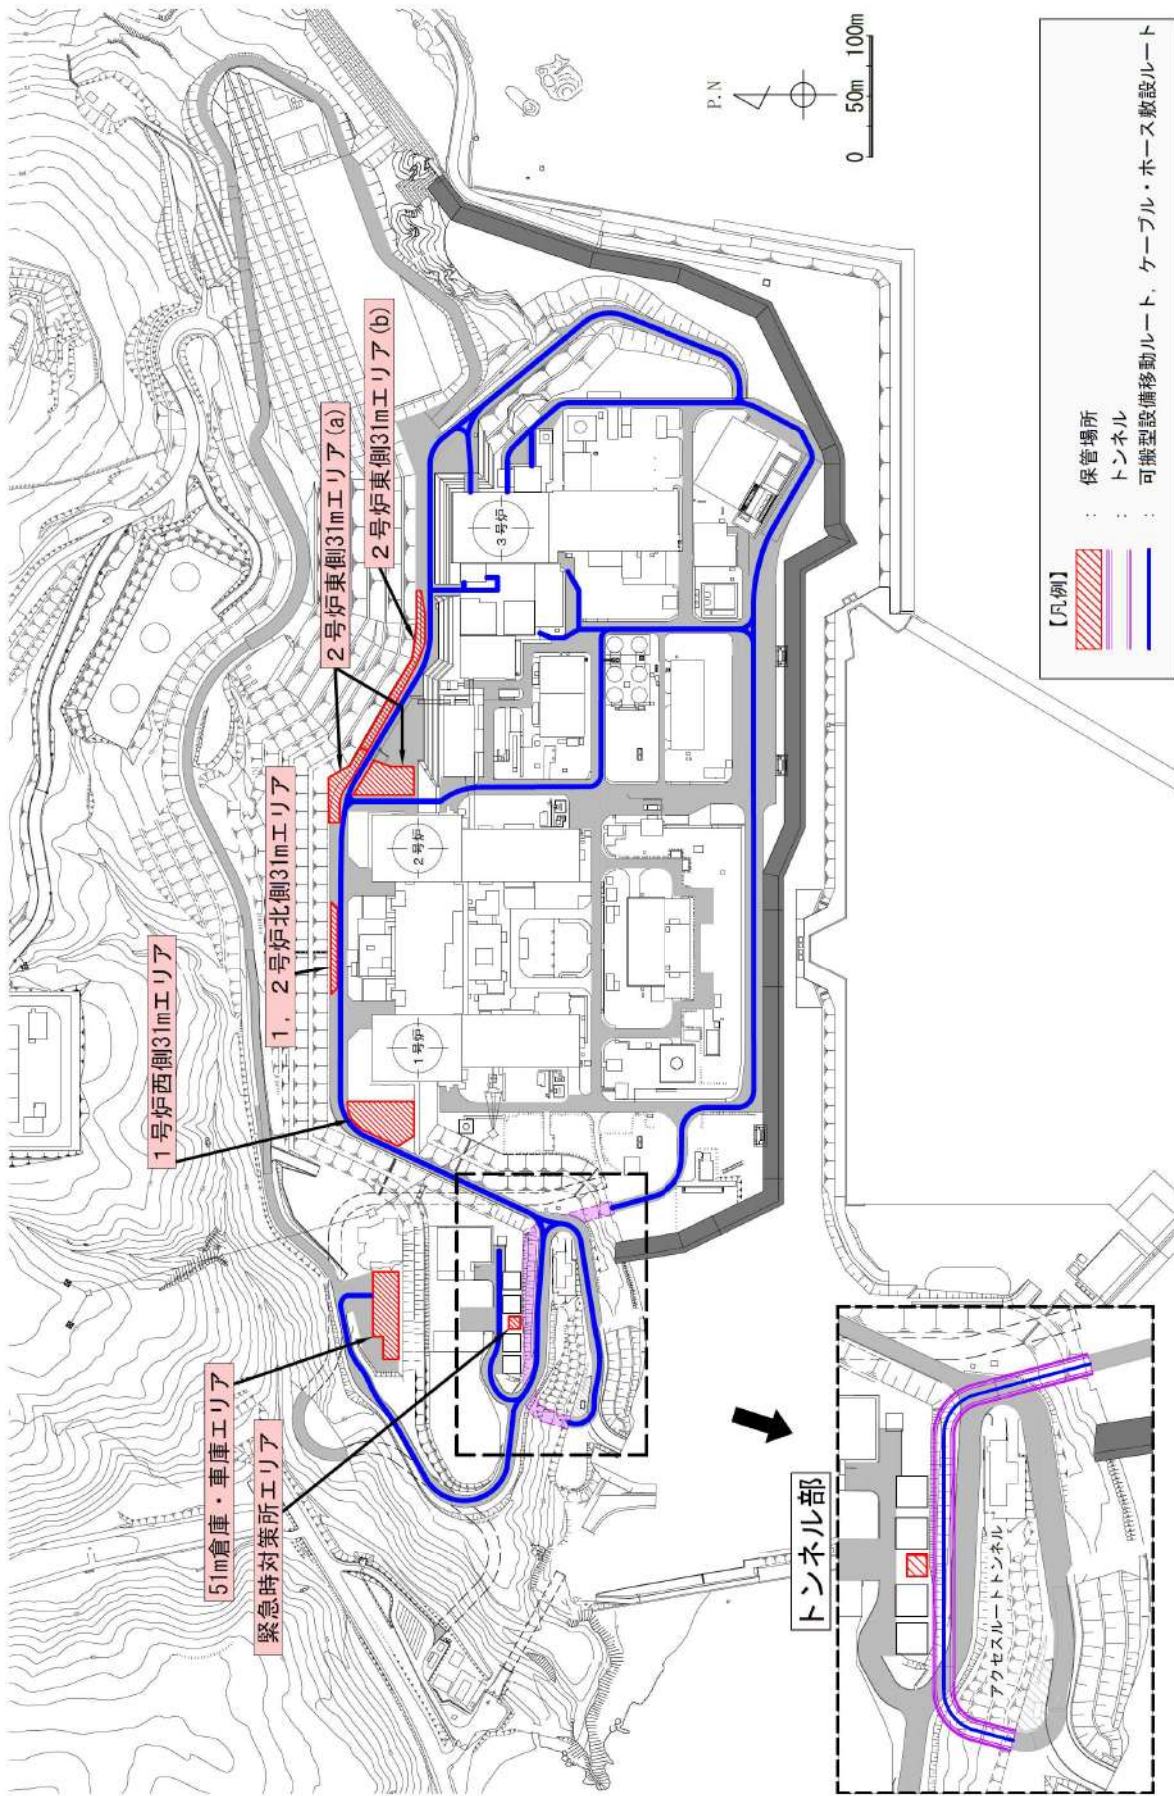 51m倉庫・車庫エリア
緊急時対策所エリア
1号炉西側31mエリア
1,2号炉北側31mエリア
2号炉東側31mエリア(a)
2号炉東側31mエリア(b)
1号炉
2号炉
3号炉
P.N
0 50m 100m
トンネル部
アクセスルートトンネル
【凡例】
: 保管場所
: トンネル
: 可搬型設備移動ルート, ケーブル・ホース敷設ルート